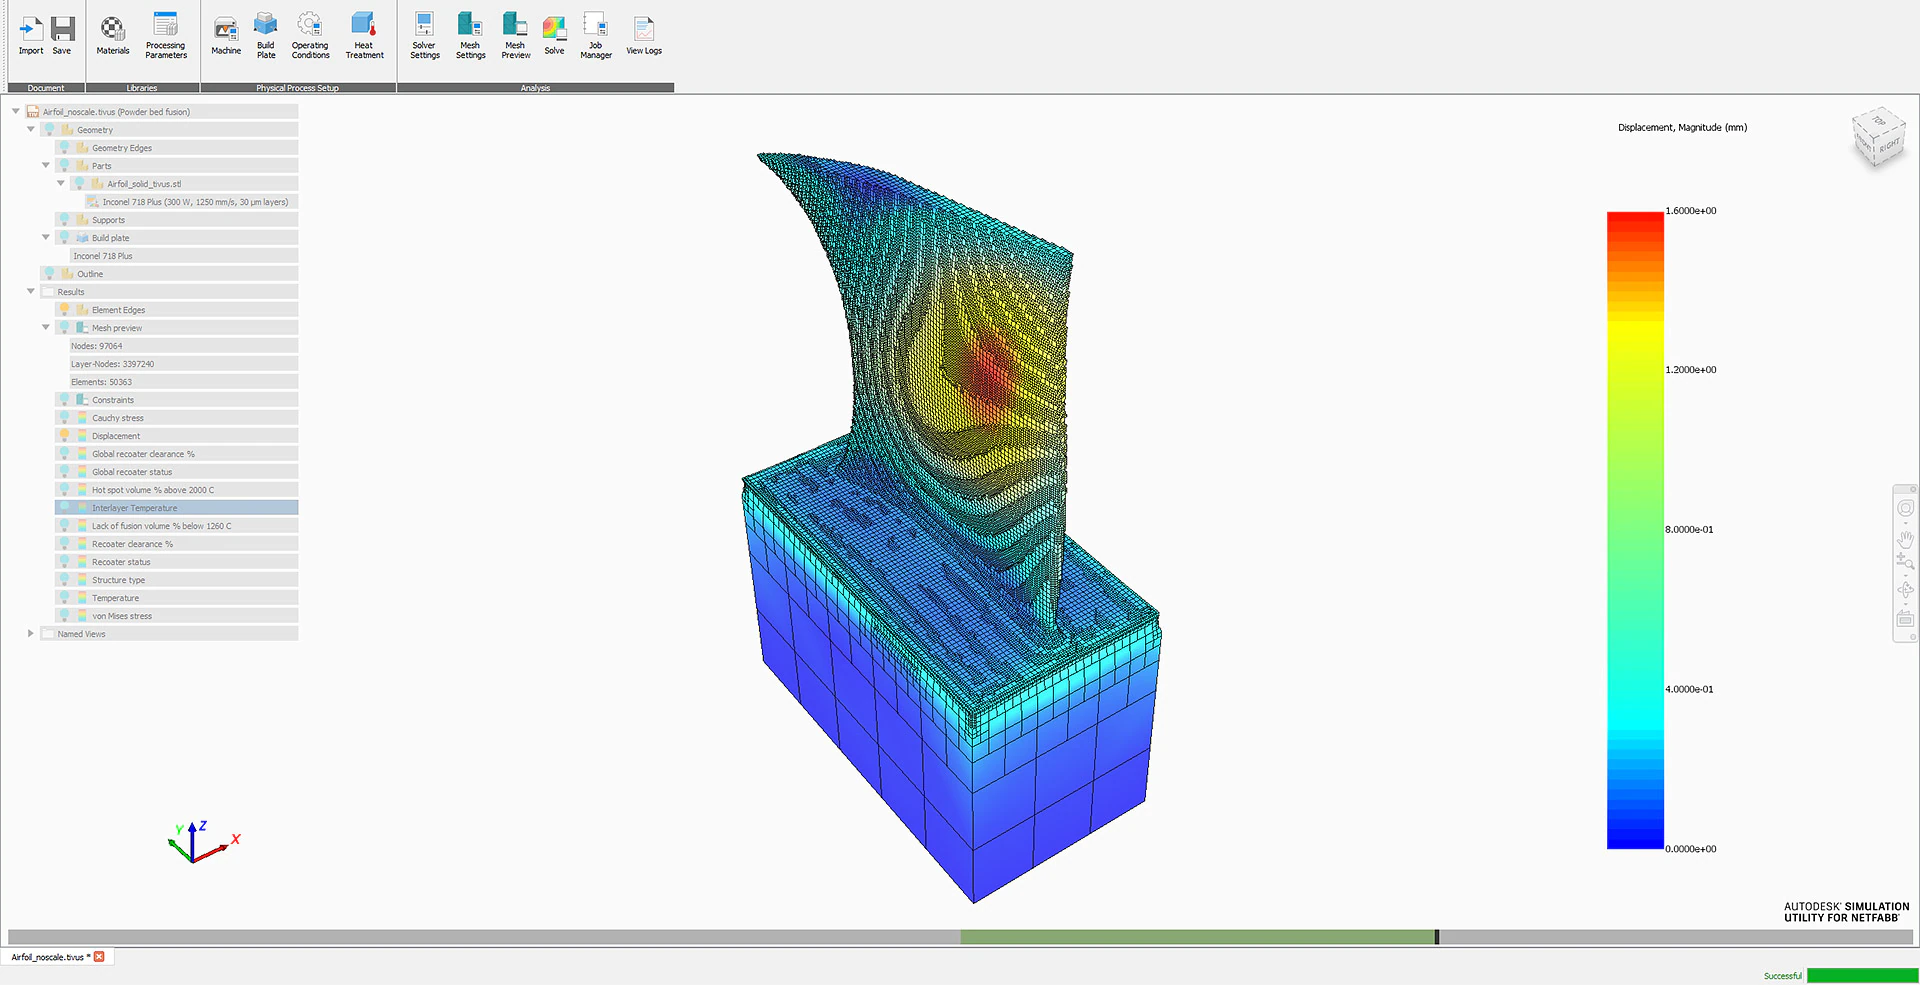 Import
Save
Materials
Processing
Parameters
Machine
Build
Plate
Operating
Conditions
Heat
Treatment
Solver
Settings
Mesh
Settings
Mesh
Preview
Solve
Job
Manager
View Logs
Document
Libraries
Physical Process Setup
Analysis
Airfoil_noscale.tivus (Powder bed fusion)
Geometry
Geometry Edges
Parts
Airfoil_solid_tivus.stl
Inconel 718 Plus (300 W, 1250 mm/s, 30 µm layers)
Supports
Build plate
Inconel 718 Plus
Outline
Results
Element Edges
Mesh preview
Nodes: 97064
Layer-Nodes: 3397240
Elements: 50363
Constraints
Cauchy stress
Displacement
Global recoater clearance %
Global recoater status
Hot spot volume % above 2000 C
Interlayer Temperature
Lack of fusion volume % below 1260 C
Recoater clearance %
Recoater status
Structure type
Temperature
von Mises stress
Named Views
Displacement, Magnitude (mm)
TOP
RIGHT
1.6000e+00
1.2000e+00
8.0000e-01
4.0000e-01
0.0000e+00
Y
Z
X
AUTODESK® SIMULATION
UTILITY FOR NETFABB®
Airfoil_noscale.tivus *
Successful